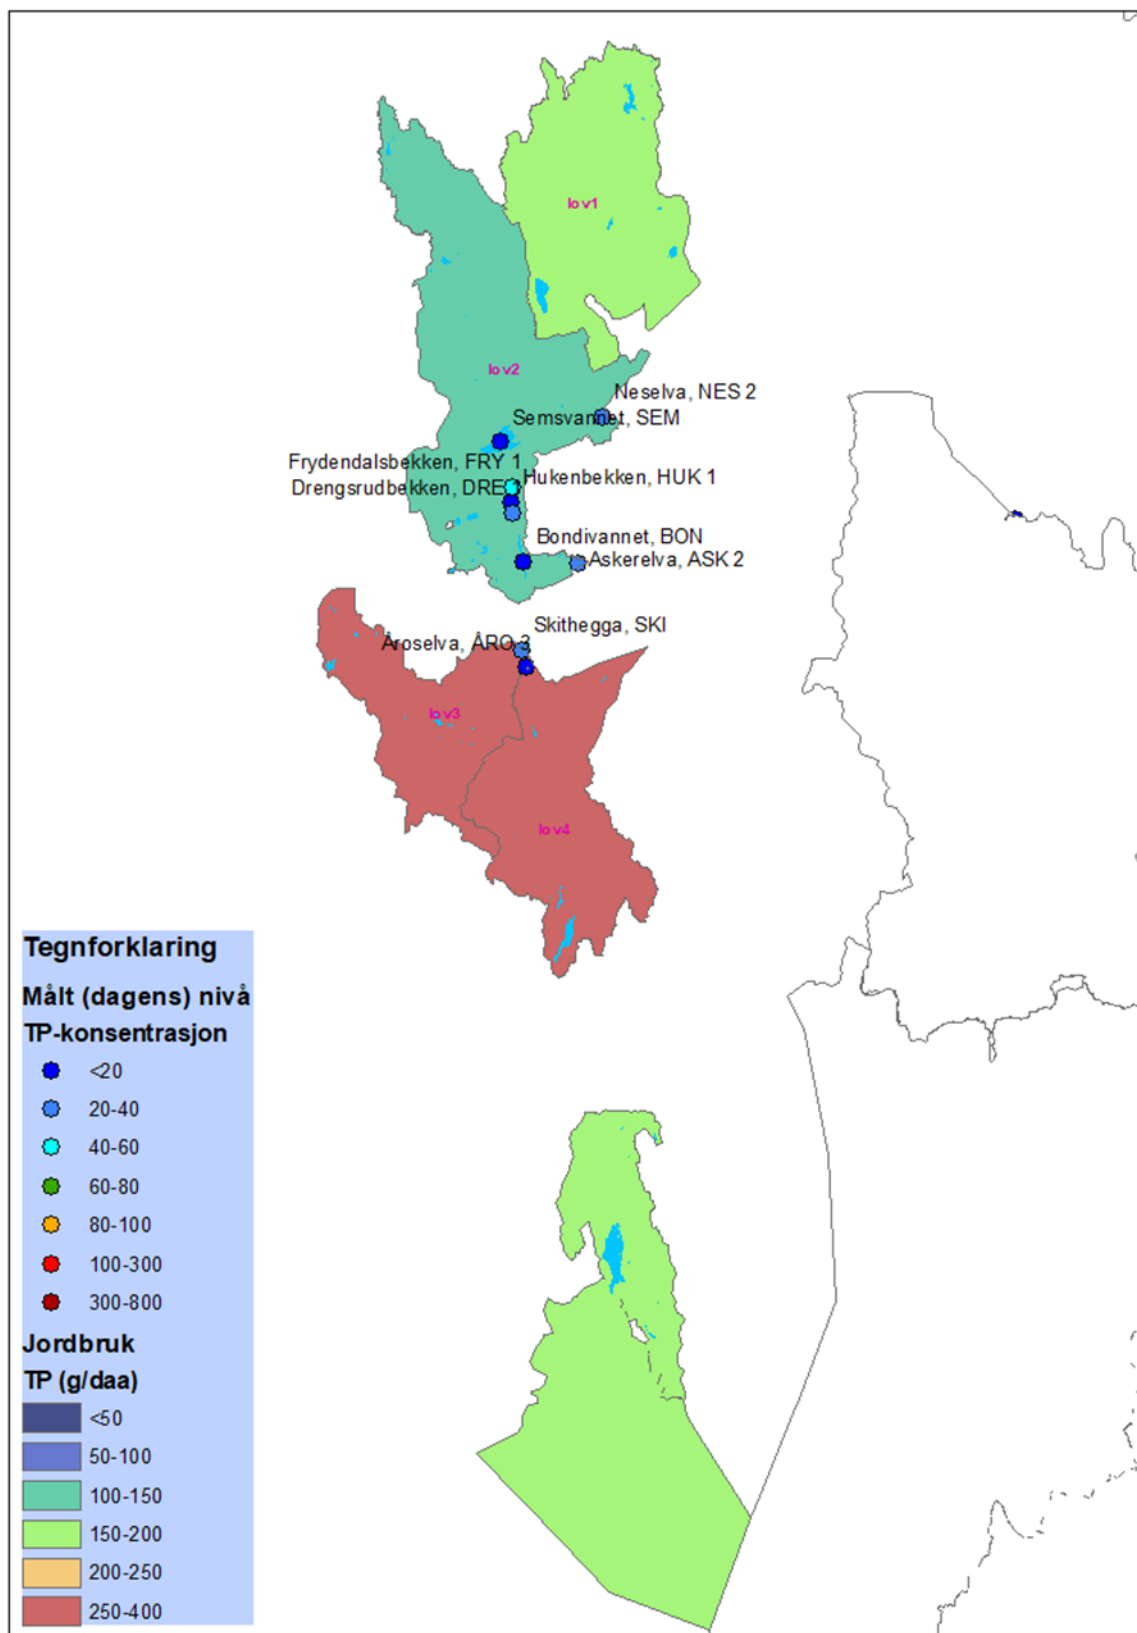 lov1
lov2
Neselva, NES 2
Semsvannet, SEM
Frydendalsbekken, FRY 1
Hukenbekken, HUK 1
Drengsrudbekken, DRE
Bondivannet, BON
Askerelva, ASK 2
Skithegga, SKI
Åroselva, ÅRO 3
lov3
lov4
Tegnforklaring
Målt (dagens) nivå
TP-konsentrasjon
<20
20-40
40-60
60-80
80-100
100-300
300-800
Jordbruk
TP (g/daa)
<50
50-100
100-150
150-200
200-250
250-400